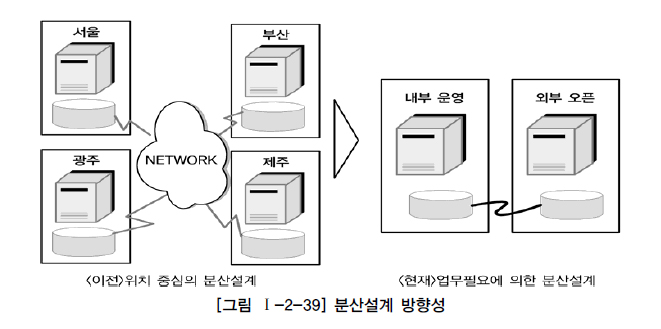 서울
부산
NETWORK
광주
제주
내부 운영
외부 오픈
<이전>위치 중심의 분산설계
<현재>업무필요에 의한 분산설계
[그림 Ⅰ-2-39] 분산설계 방향성